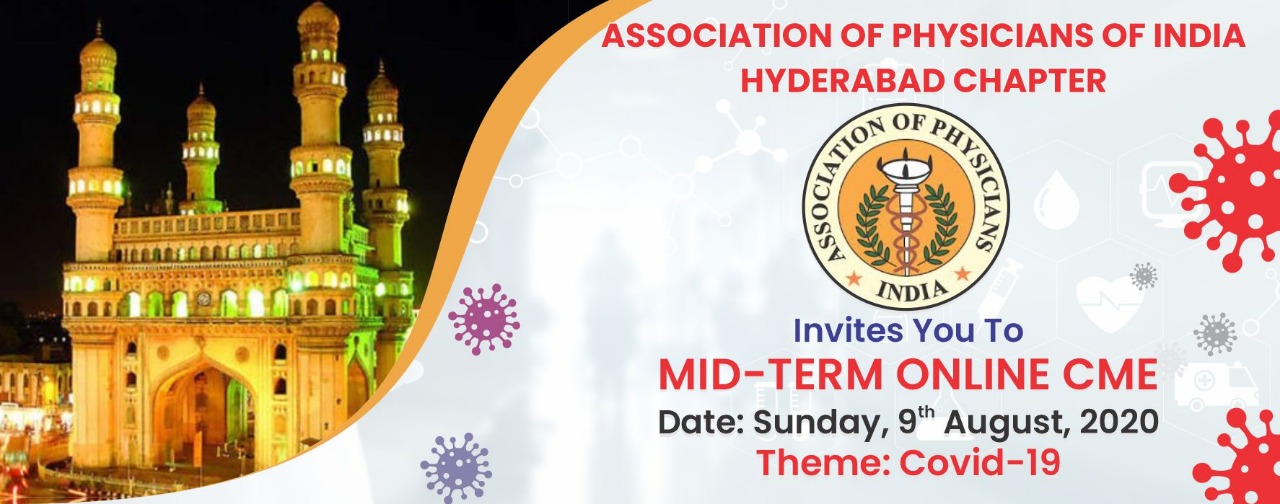 ASSOCIATION OF PHYSICIANS OF INDIA
HYDERABAD CHAPTER
ASSOCIATION OF PHYSICIANS
INDIA
Invites You To
MID-TERM ONLINE CME
Date: Sunday, 9th August, 2020
Theme: Covid-19